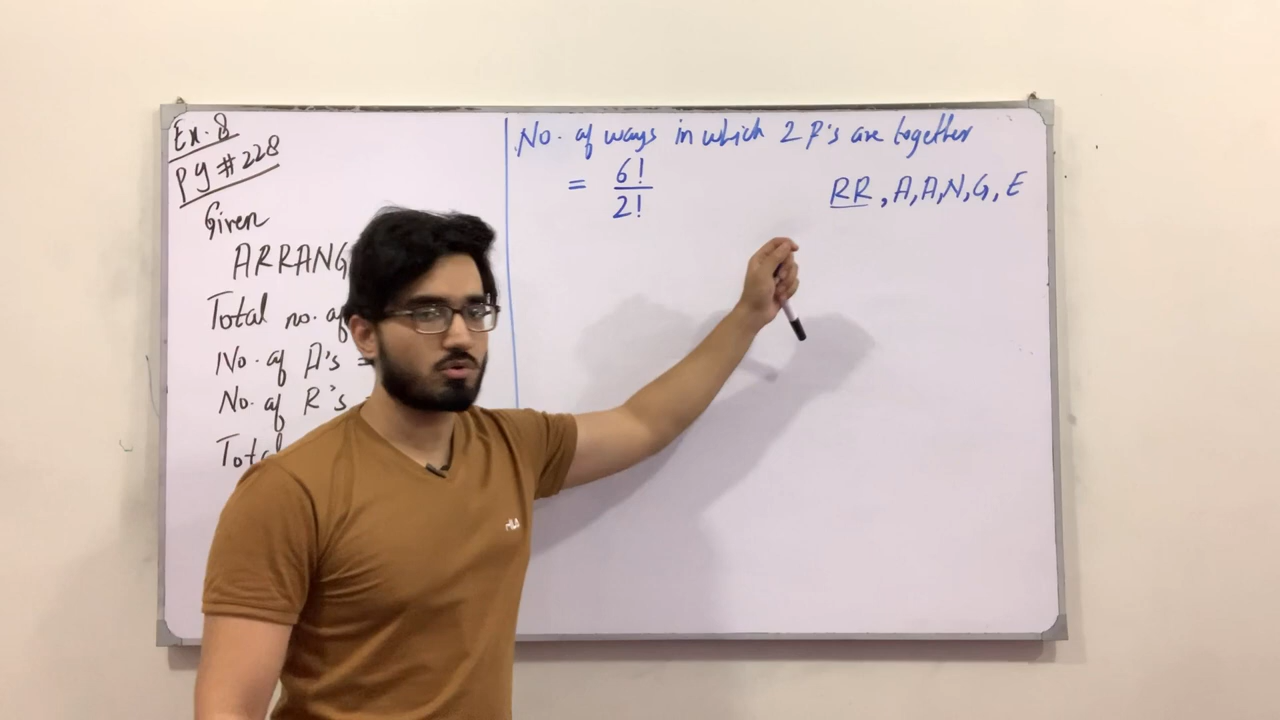 Ex. 8
Pg # 228
Given
ARRANG
Total no. of
No. of A's =
No. of R's
Total
No. of ways in which 2 R's are together
= 6!/2!
RR, A, A, N, G, E